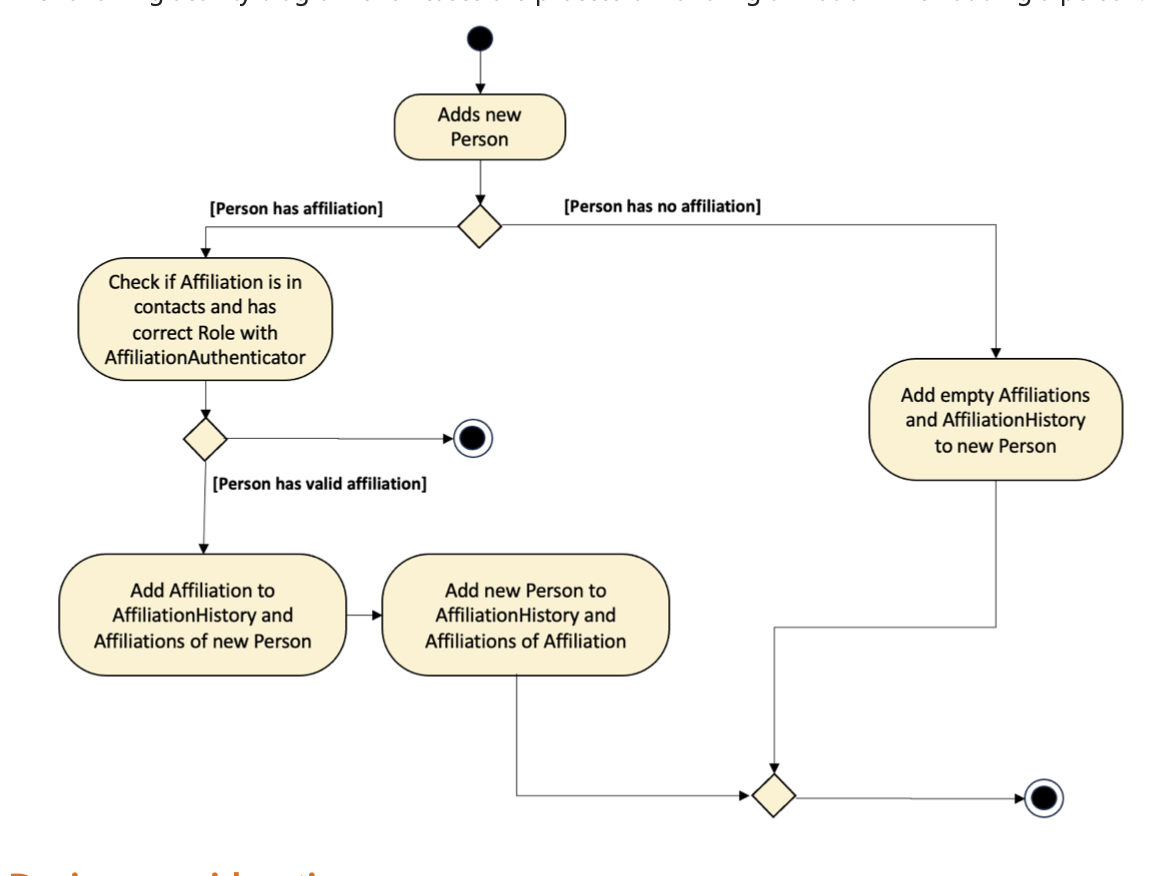 Adds new
Person
[Person has affiliation]
[Person has no affiliation]
Check if Affiliation is in
contacts and has
correct Role with
AffiliationAuthenticator
Add empty Affiliations
and AffiliationHistory
to new Person
[Person has valid affiliation]
Add Affiliation to
AffiliationHistory and
Affiliations of new Person
Add new Person to
AffiliationHistory and
Affiliations of Affiliation